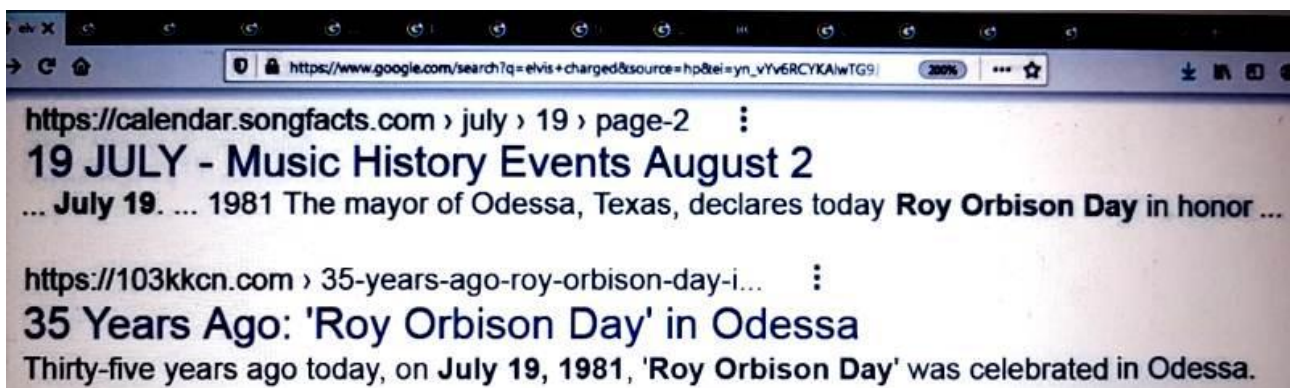 elv X
https://www.google.com/search?q=elvis+charged&source=hp&ei=yn_vYv6RCYKAlwTG9 200%
https://calendar.songfacts.com › july › 19 › page-2
19 JULY - Music History Events August 2
... July 19. ... 1981 The mayor of Odessa, Texas, declares today Roy Orbison Day in honor ...
https://103kkcn.com › 35-years-ago-roy-orbison-day-i...
35 Years Ago: 'Roy Orbison Day' in Odessa
Thirty-five years ago today, on July 19, 1981, 'Roy Orbison Day' was celebrated in Odessa.